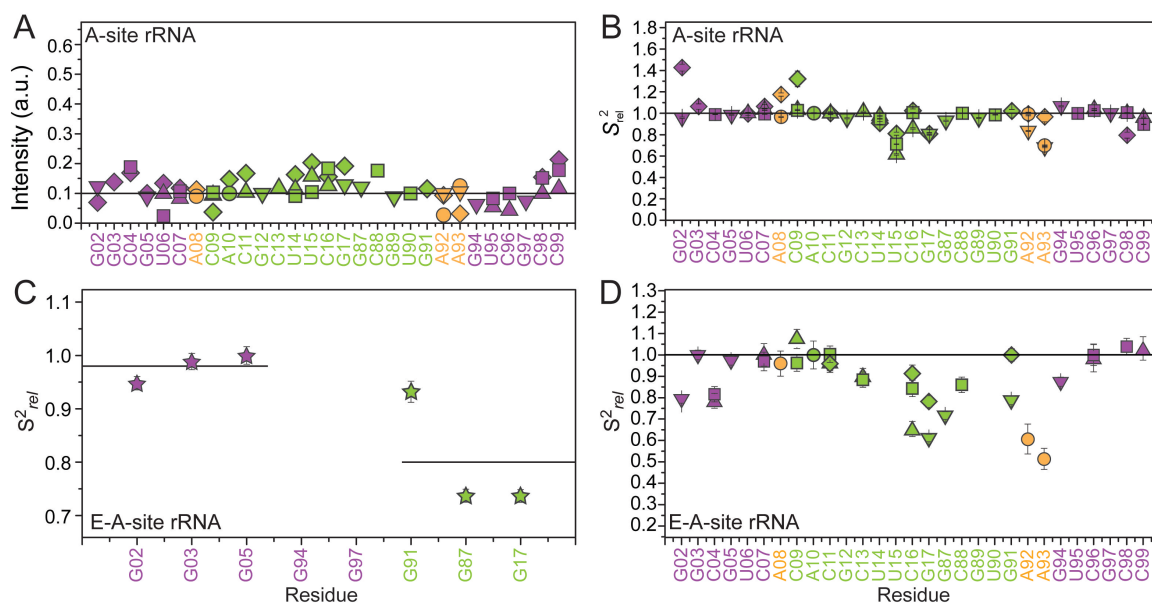 A
A-site rRNA
Intensity (a.u.)
0.6
0.5
0.4
0.3
0.2
0.1
0.0
G02 G03 C04 G05 U06 C07 A08 C09 A10 C11 G12 C13 U14 U15 C16 G17 G87 C88 G89 U90 G91 A92 A93 G94 U95 C96 G97 C98 C99
B
A-site rRNA
S²rel
1.8
1.6
1.4
1.2
1.0
0.8
0.6
0.4
0.2
0.0
G02 G03 C04 G05 U06 C07 A08 C09 A10 C11 G12 C13 U14 U15 C16 G17 G87 C88 G89 U90 G91 A92 A93 G94 U95 C96 G97 C98 C99
C
S²rel
1.1
1.0
0.9
0.8
0.7
E-A-site rRNA
G02 G03 G05 G94 G97 G91 G87 G17
Residue
D
S²rel
1.3
1.2
1.1
1.0
0.9
0.8
0.7
0.6
0.5
0.4
0.3
0.2
E-A-site rRNA
G02 G03 C04 G05 U06 C07 A08 C09 A10 C11 G12 C13 U14 U15 C16 G17 G87 C88 G89 U90 G91 A92 A93 G94 U95 C96 G97 C98 C99
Residue